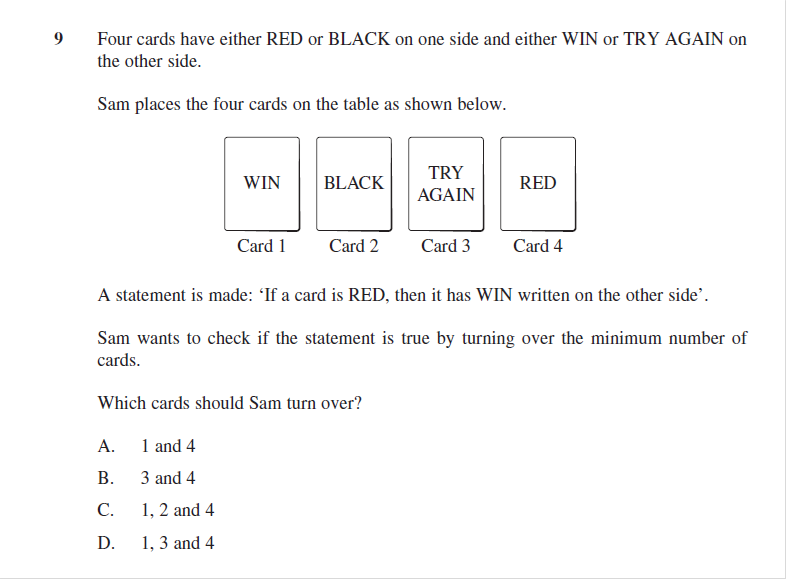 9 Four cards have either RED or BLACK on one side and either WIN or TRY AGAIN on
the other side.
Sam places the four cards on the table as shown below.
WIN
BLACK
TRY
AGAIN
RED
Card 1 Card 2 Card 3 Card 4
A statement is made: ‘If a card is RED, then it has WIN written on the other side’.
Sam wants to check if the statement is true by turning over the minimum number of
cards.
Which cards should Sam turn over?
A. 1 and 4
B. 3 and 4
C. 1, 2 and 4
D. 1, 3 and 4